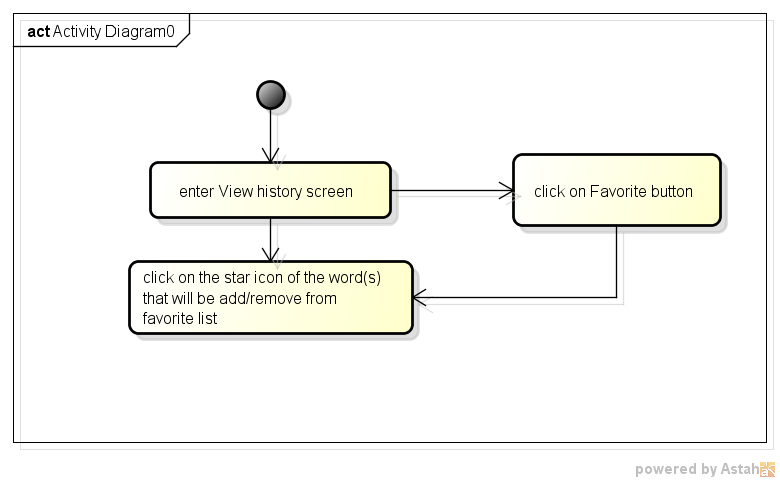 act Activity Diagram0
enter View history screen
click on Favorite button
click on the star icon of the word(s)
that will be add/remove from
favorite list
powered by Astah